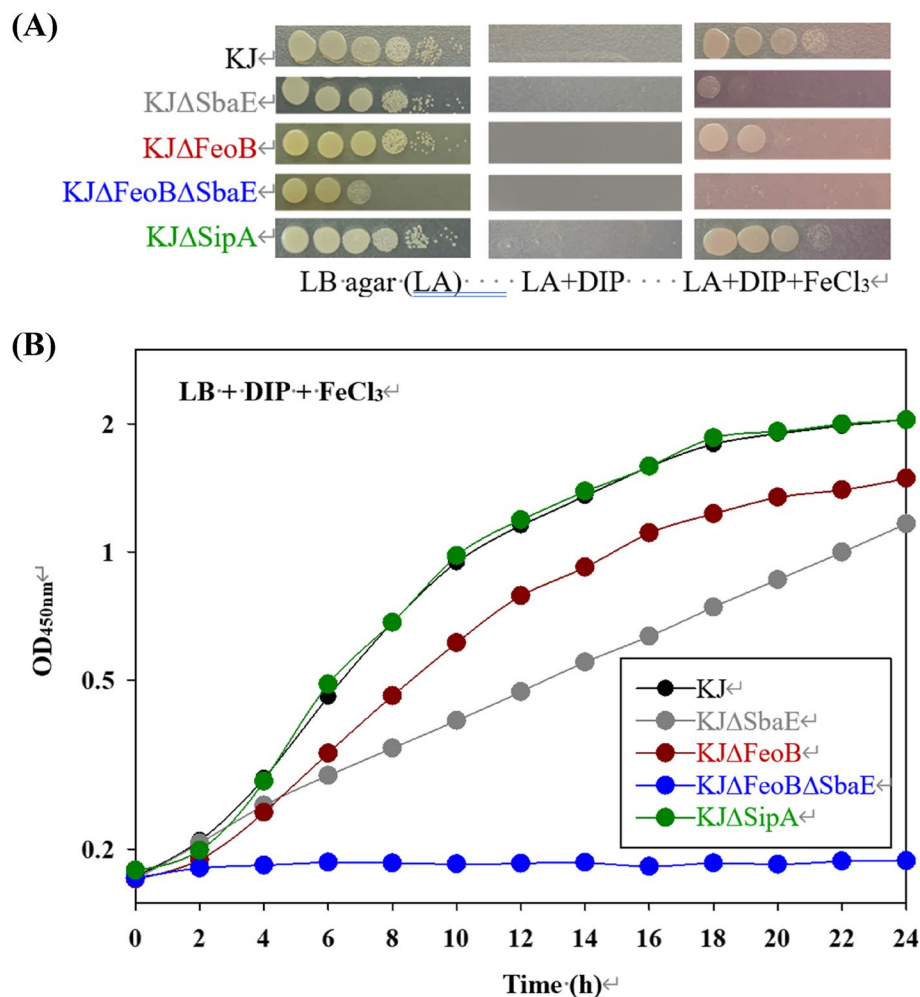 (A)
KJ↵
KJΔSbaE↵
KJΔFeoB↵
KJΔFeoBΔSbaE↵
KJΔSipA↵
LB·agar·(LA)·····LA+DIP·····LA+DIP+FeCl₃↵
(B)
LB·+·DIP·+·FeCl₃↵
2
1
0.5
0.2
OD450nm↵
KJ↵
KJΔSbaE↵
KJΔFeoB↵
KJΔFeoBΔSbaE↵
KJΔSipA↵
0 2 4 6 8 10 12 14 16 18 20 22 24
Time·(h)↵